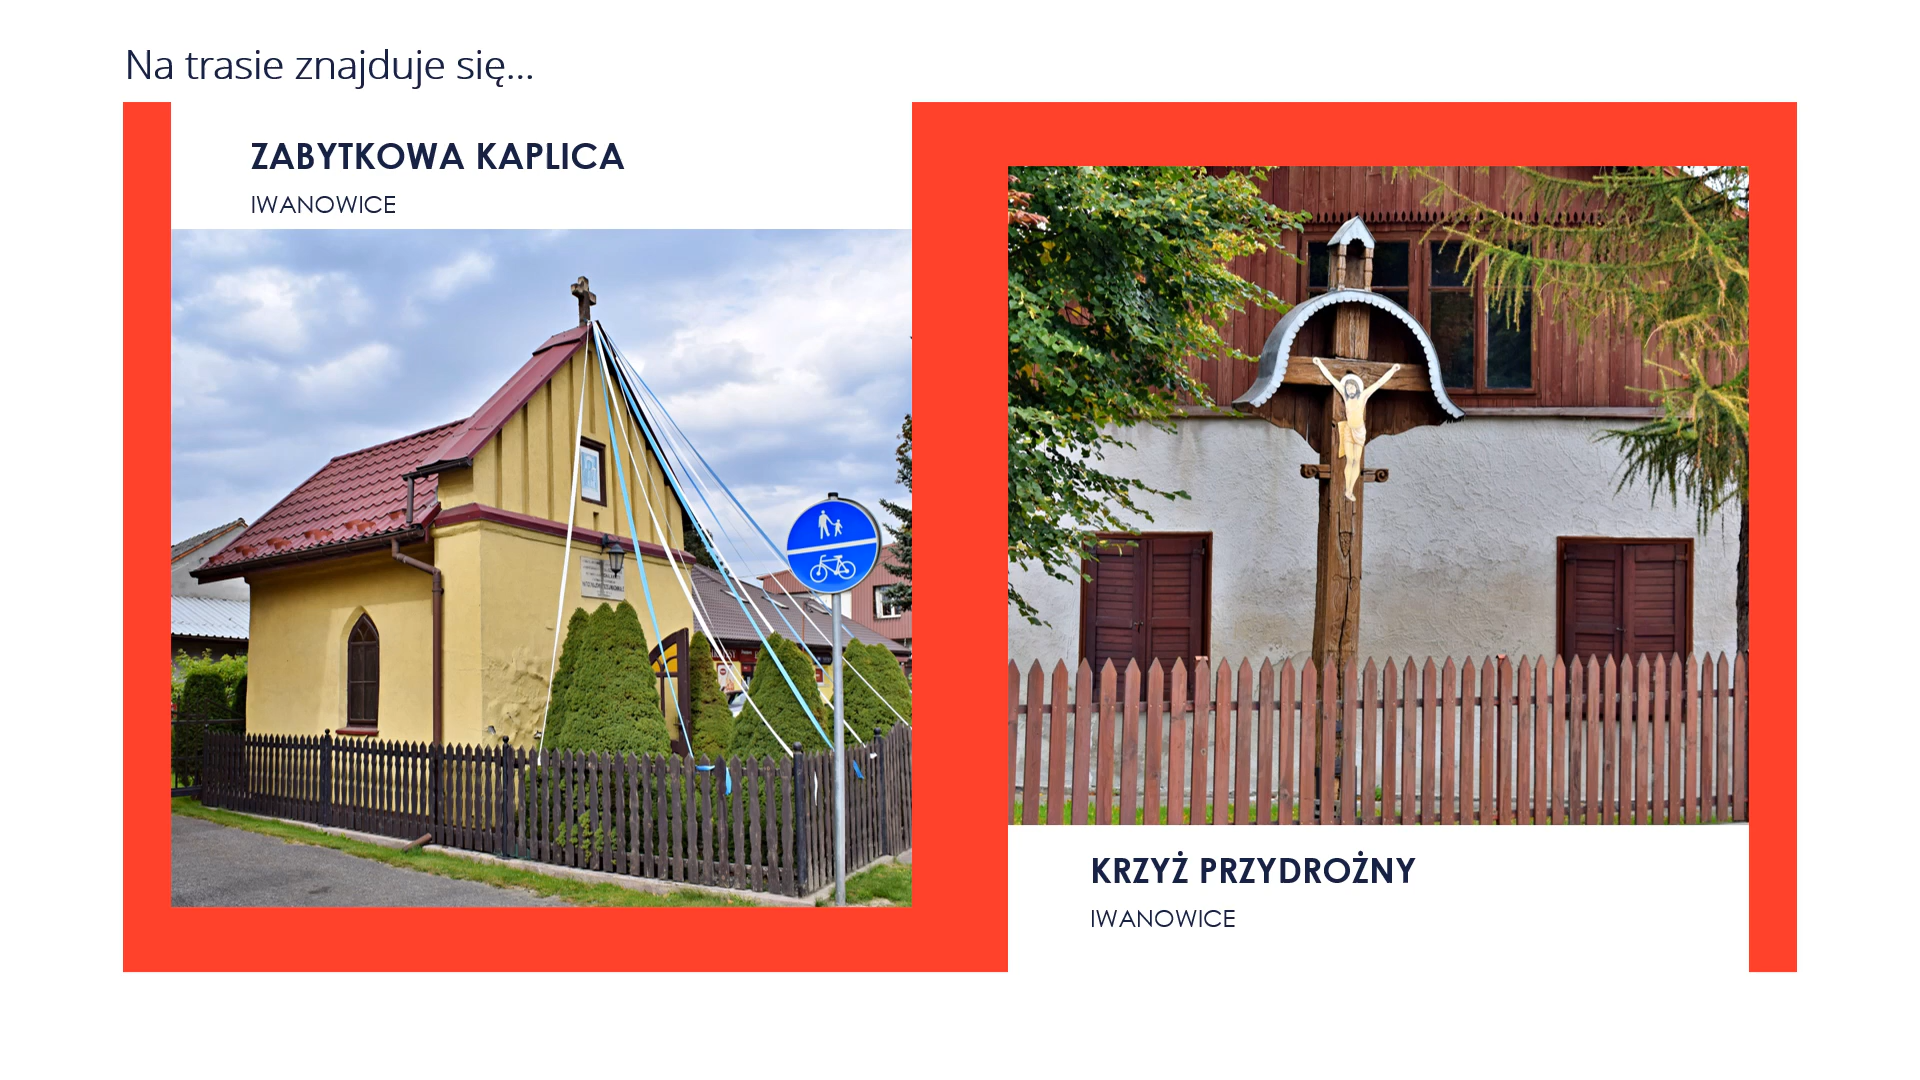 Na trasie znajduje się...
ZABYTKOWA KAPLICA
IWANOWICE
KRZYŻ PRZYDROŻNY
IWANOWICE